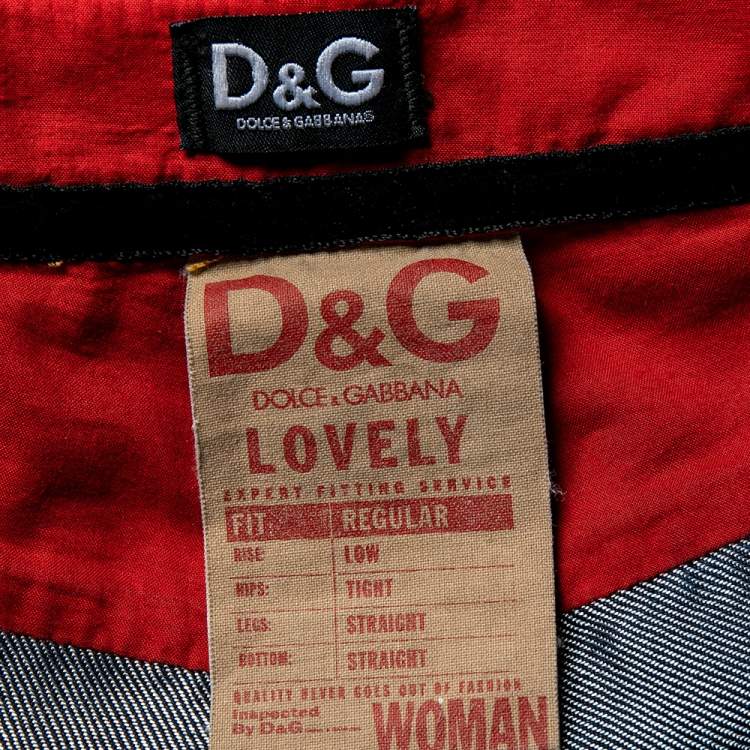 D&G
DOLCE & GABBANA
D&G
DOLCE & GABBANA
LOVELY
EXPERT FITTING SERVICE
FIT: REGULAR
RISE: LOW
HIPS: TIGHT
LEGS: STRAIGHT
BOTTOM: STRAIGHT
QUALITY NEVER GOES OUT OF FASHION
Inspected
By D&G
WOMAN